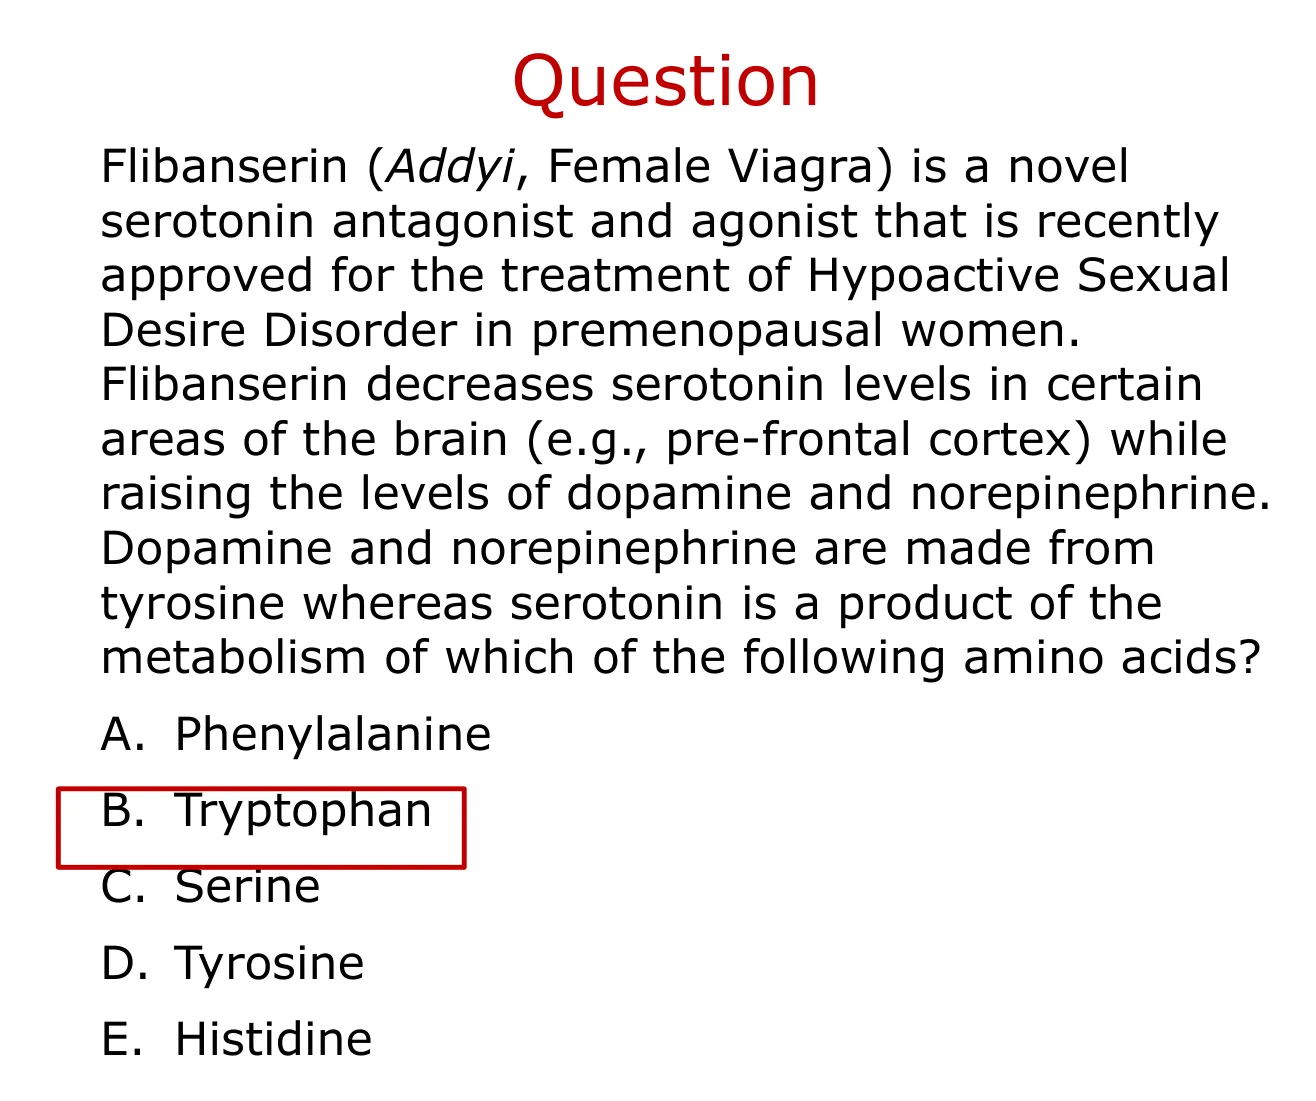 Question
Flibanserin (Addyi, Female Viagra) is a novel
serotonin antagonist and agonist that is recently
approved for the treatment of Hypoactive Sexual
Desire Disorder in premenopausal women.
Flibanserin decreases serotonin levels in certain
areas of the brain (e.g., pre-frontal cortex) while
raising the levels of dopamine and norepinephrine.
Dopamine and norepinephrine are made from
tyrosine whereas serotonin is a product of the
metabolism of which of the following amino acids?
A. Phenylalanine
B. Tryptophan
C. Serine
D. Tyrosine
E. Histidine